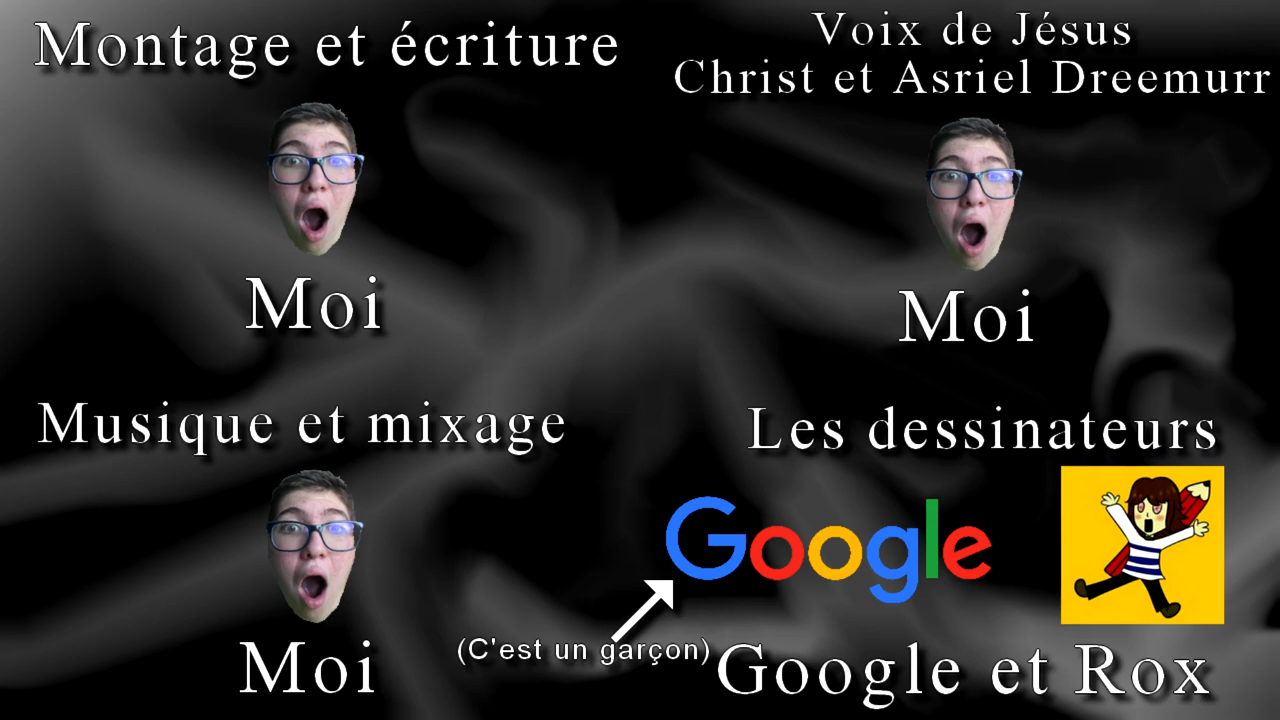 Montage et écriture
Moi
Voix de Jésus
Christ et Asriel Dreemurr
Moi
Musique et mixage
Moi
Les dessinateurs
Google
(C'est un garçon)
Google et Rox